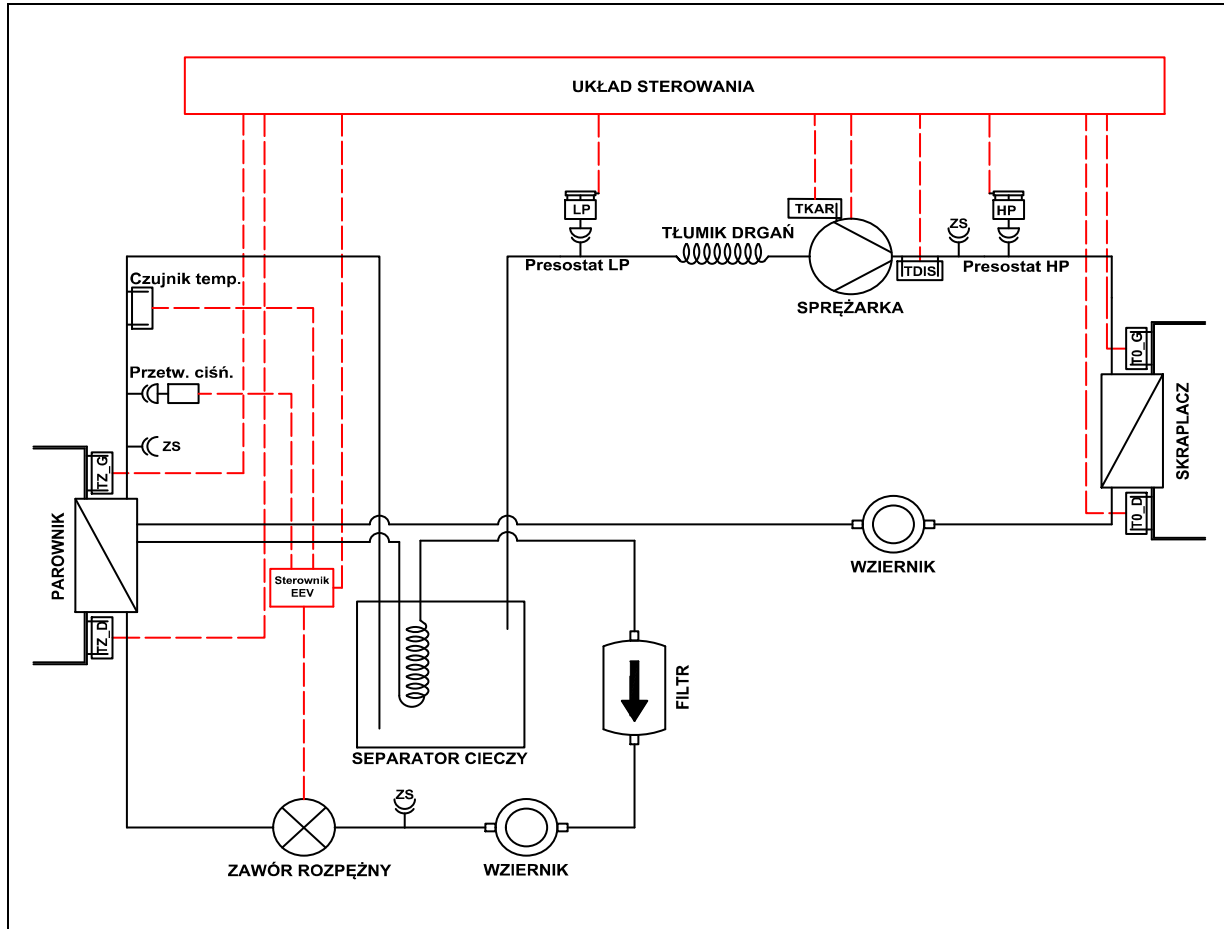 UKŁAD STEROWANIA
LP
TKAR
HP
ZS
TŁUMIK DRGAŃ
Presostat LP
TDIS
Presostat HP
Czujnik temp.
SPRĘŻARKA
T0_G
Przetw. ciśń.
SKRAPLACZ
ZS
TZ_G
T0_D
PAROWNIK
WZIERNIK
Sterownik
EEV
TZ_D
FILTR
SEPARATOR CIECZY
ZS
ZAWÓR ROZPĘŻNY
WZIERNIK